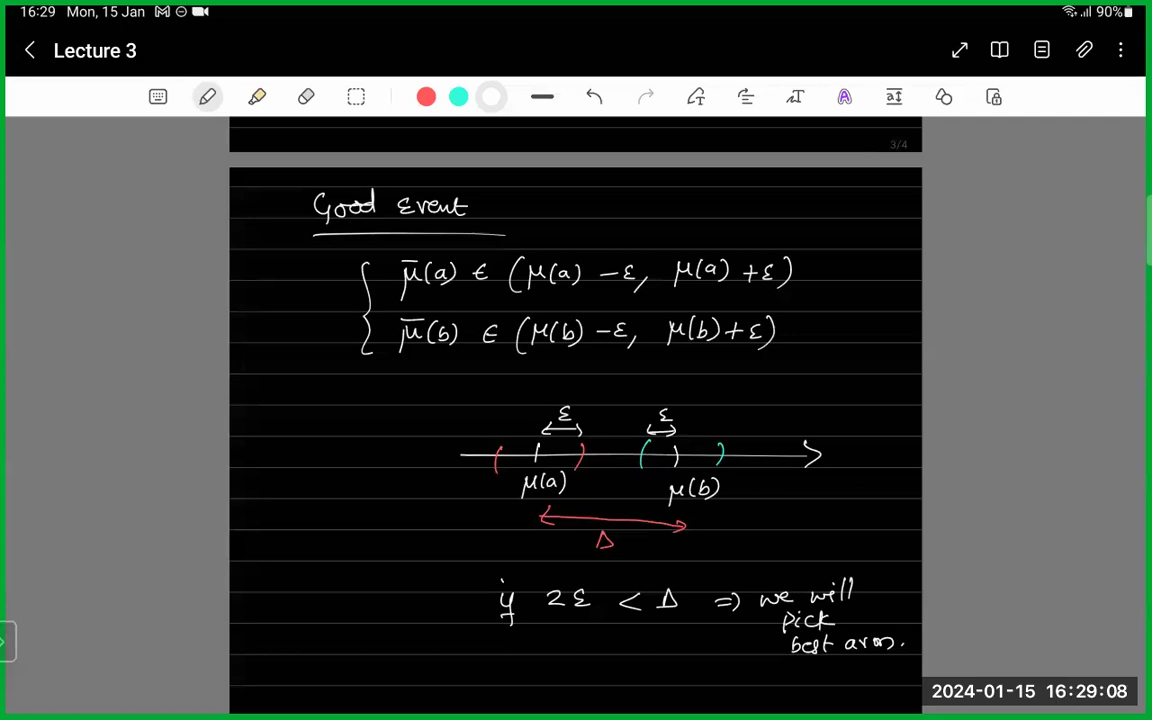 16:29 Mon, 15 Jan 90%
Lecture 3
3/4
Good Event
μ̅(a) ∈ (μ(a) - ε, μ(a) + ε)
μ̅(b) ∈ (μ(b) - ε, μ(b) + ε)
ε ε
μ(a) μ(b)
Δ
if 2ε < Δ ⇒ we will
pick
best arm.
2024-01-15 16:29:08